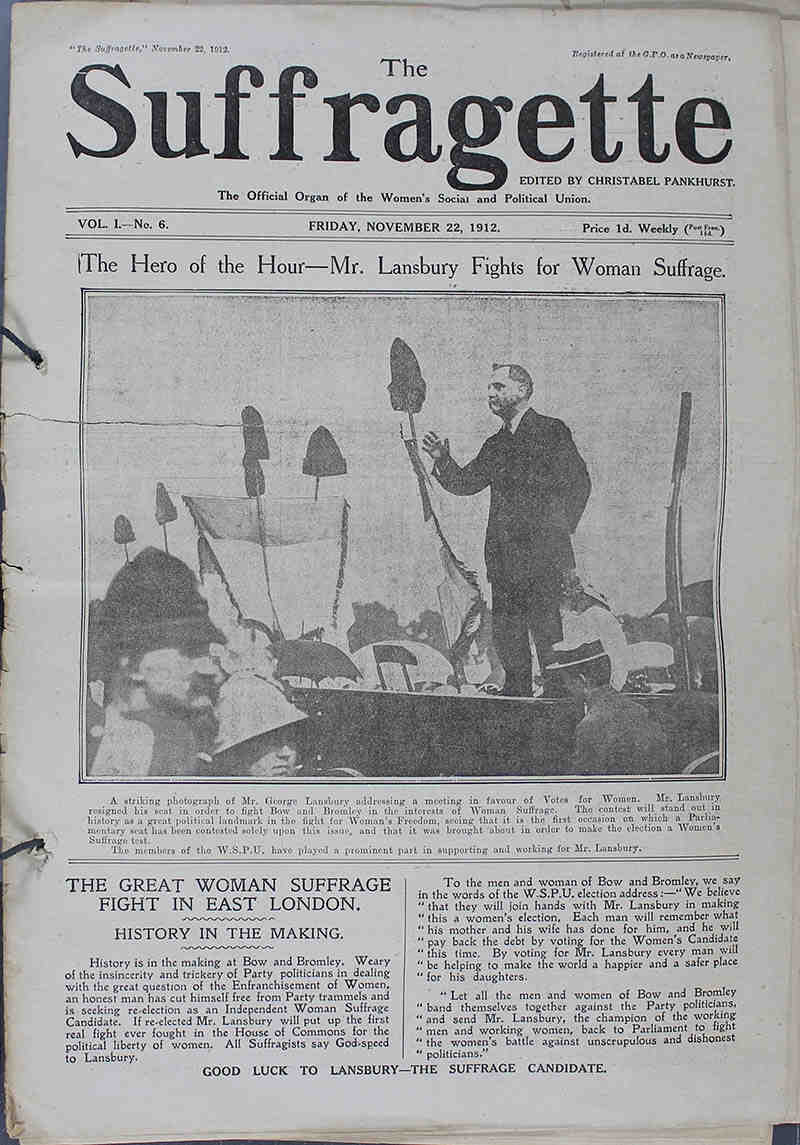 "The Suffragette," November 22, 1912.
Registered at the G.P.O. as a Newspaper.
The
Suffragette
EDITED BY CHRISTABEL PANKHURST.
The Official Organ of the Women's Social and Political Union.
VOL. I.—No. 6.
FRIDAY, NOVEMBER 22, 1912.
Price 1d. Weekly (Post Free, 1½d.)
The Hero of the Hour—Mr. Lansbury Fights for Woman Suffrage.
A striking photograph of Mr. George Lansbury addressing a meeting in favour of Votes for Women. Mr. Lansbury
resigned his seat in order to fight Bow and Bromley in the interests of Woman Suffrage. The contest will stand out in
history as a great political landmark in the fight for Woman's Freedom, seeing that it is the first occasion on which a Parlia-
mentary seat has been contested solely upon this issue, and that it was brought about in order to make the election a Women's
Suffrage test.
The members of the W.S.P.U. have played a prominent part in supporting and working for Mr. Lansbury.
THE GREAT WOMAN SUFFRAGE
FIGHT IN EAST LONDON.
HISTORY IN THE MAKING.
History is in the making at Bow and Bromley. Weary
of the insincerity and trickery of Party politicians in dealing
with the great question of the Enfranchisement of Women,
an honest man has cut himself free from Party trammels and
is seeking re-election as an Independent Woman Suffrage
Candidate. If re-elected Mr. Lansbury will put up the first
real fight ever fought in the House of Commons for the
political liberty of women. All Suffragists say God-speed
to Lansbury.
To the men and woman of Bow and Bromley, we say
in the words of the W.S.P.U. election address:—"We believe
"that they will join hands with Mr. Lansbury in making
"this a women's election. Each man will remember what
"his mother and his wife has done for him, and he will
"pay back the debt by voting for the Women's Candidate
"this time. By voting for Mr. Lansbury every man will
"be helping to make the world a happier and a safer place
"for his daughters.
"Let all the men and women of Bow and Bromley
"band themselves together against the Party politicians,
"and send Mr. Lansbury, the champion of the working
"men and working women, back to Parliament to fight
"the women's battle against unscrupulous and dishonest
"politicians."
GOOD LUCK TO LANSBURY—THE SUFFRAGE CANDIDATE.